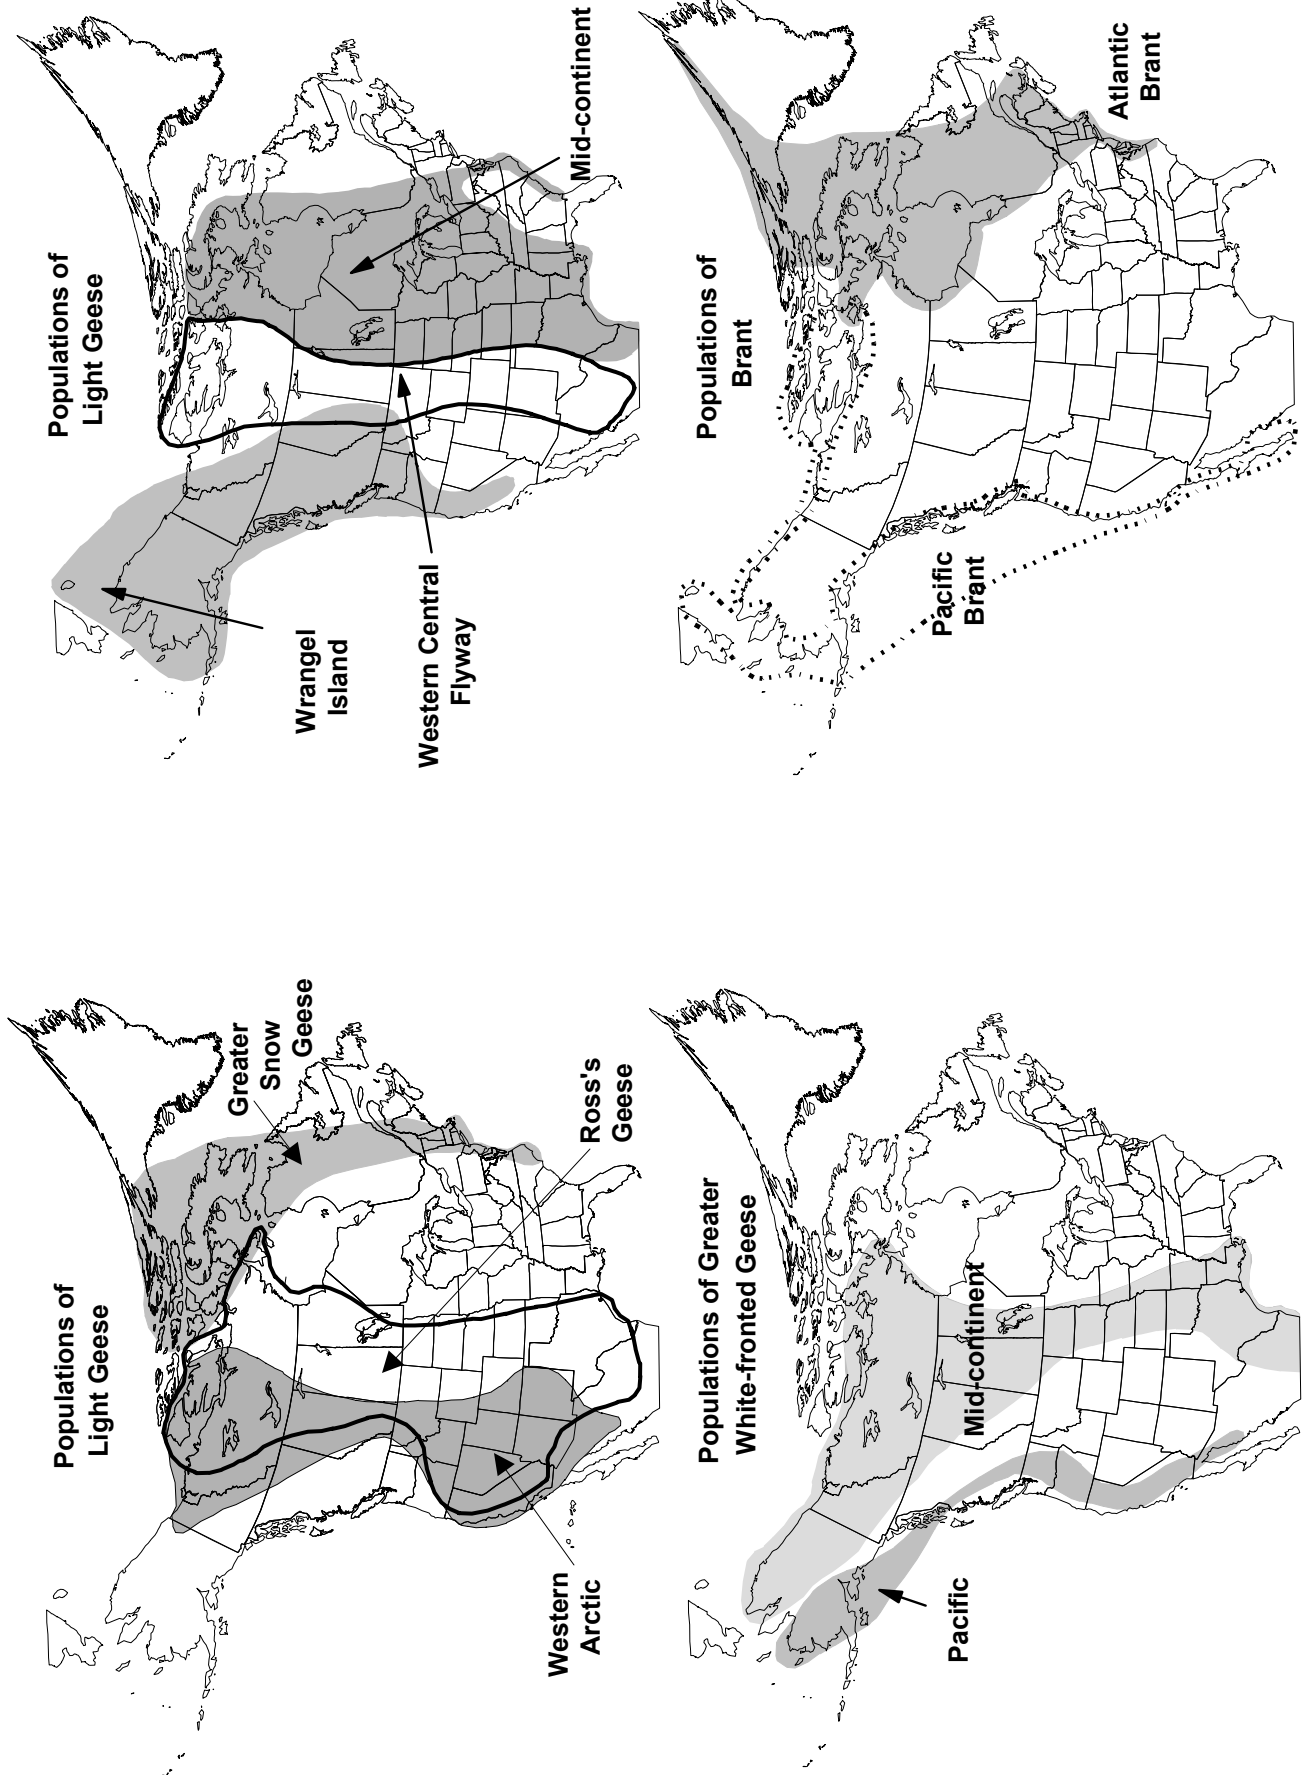 Populations of
Light Geese
Greater
Snow
Geese
Ross's
Geese
Western
Arctic
Populations of
Light Geese
Mid-continent
Wrangel
Island
Western Central
Flyway
Populations of Greater
White-fronted Geese
Mid-continent
Pacific
Populations of
Brant
Atlantic
Brant
Pacific
Brant